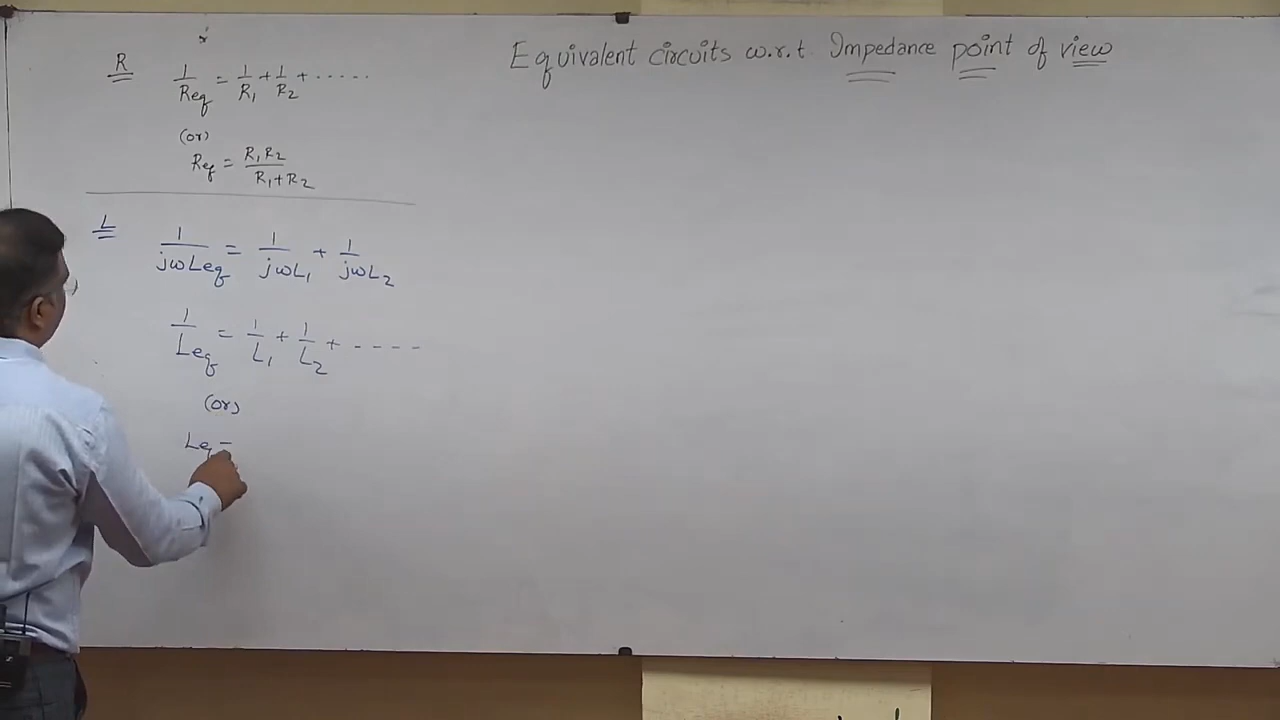 Equivalent circuits w.r.t. Impedance point of view
R
1/Req = 1/R₁ + 1/R₂ + ·····
(or)
Req = R₁R₂/R₁+R₂
L
1/jωLeq = 1/jωL₁ + 1/jωL₂
1/Leq = 1/L₁ + 1/L₂ + ----
(or)
Leq =